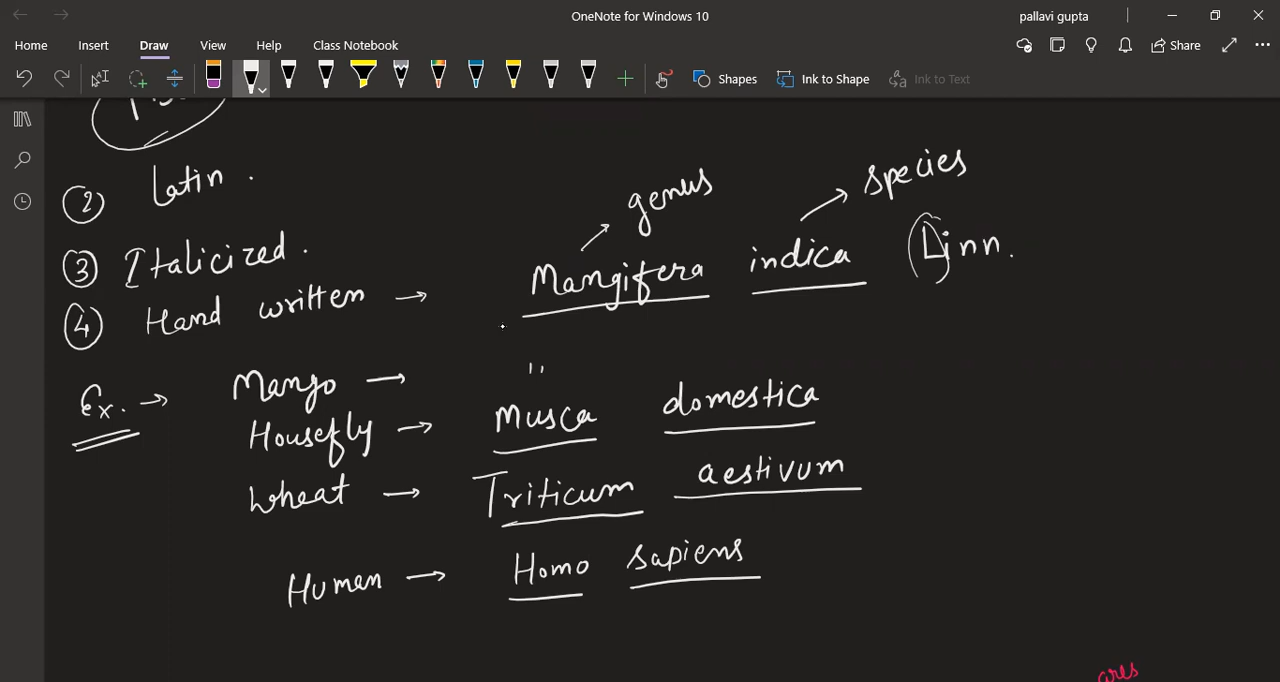 OneNote for Windows 10
pallavi gupta
Home Insert Draw View Help Class Notebook
Share
Shapes Ink to Shape Ink to Text
② Latin.
③ Italicized.
④ Hand written →
genus
species
Mangifera indica (Linn.
Ex. → Mango → "
Housefly → Musca domestica
Wheat → Triticum aestivum
Human → Homo sapiens